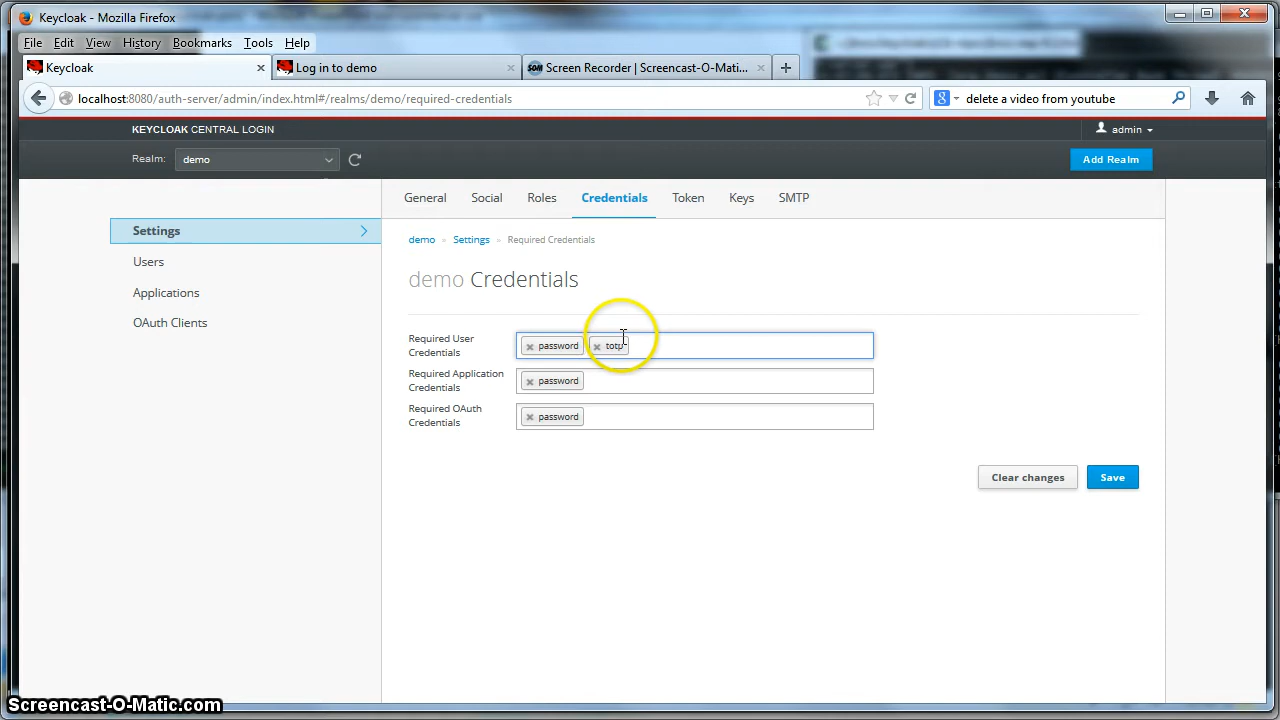 Keycloak - Mozilla Firefox
File Edit View History Bookmarks Tools Help
Keycloak
Log in to demo
Screen Recorder | Screencast-O-Mati...
localhost:8080/auth-server/admin/index.html#/realms/demo/required-credentials
delete a video from youtube
KEYCLOAK CENTRAL LOGIN
admin
Realm: demo
Add Realm
General Social Roles Credentials Token Keys SMTP
Settings
Users
Applications
OAuth Clients
demo » Settings » Required Credentials
demo Credentials
Required User
Credentials
× password × totp
Required Application
Credentials
× password
Required OAuth
Credentials
× password
Clear changes Save
Screencast-O-Matic.com